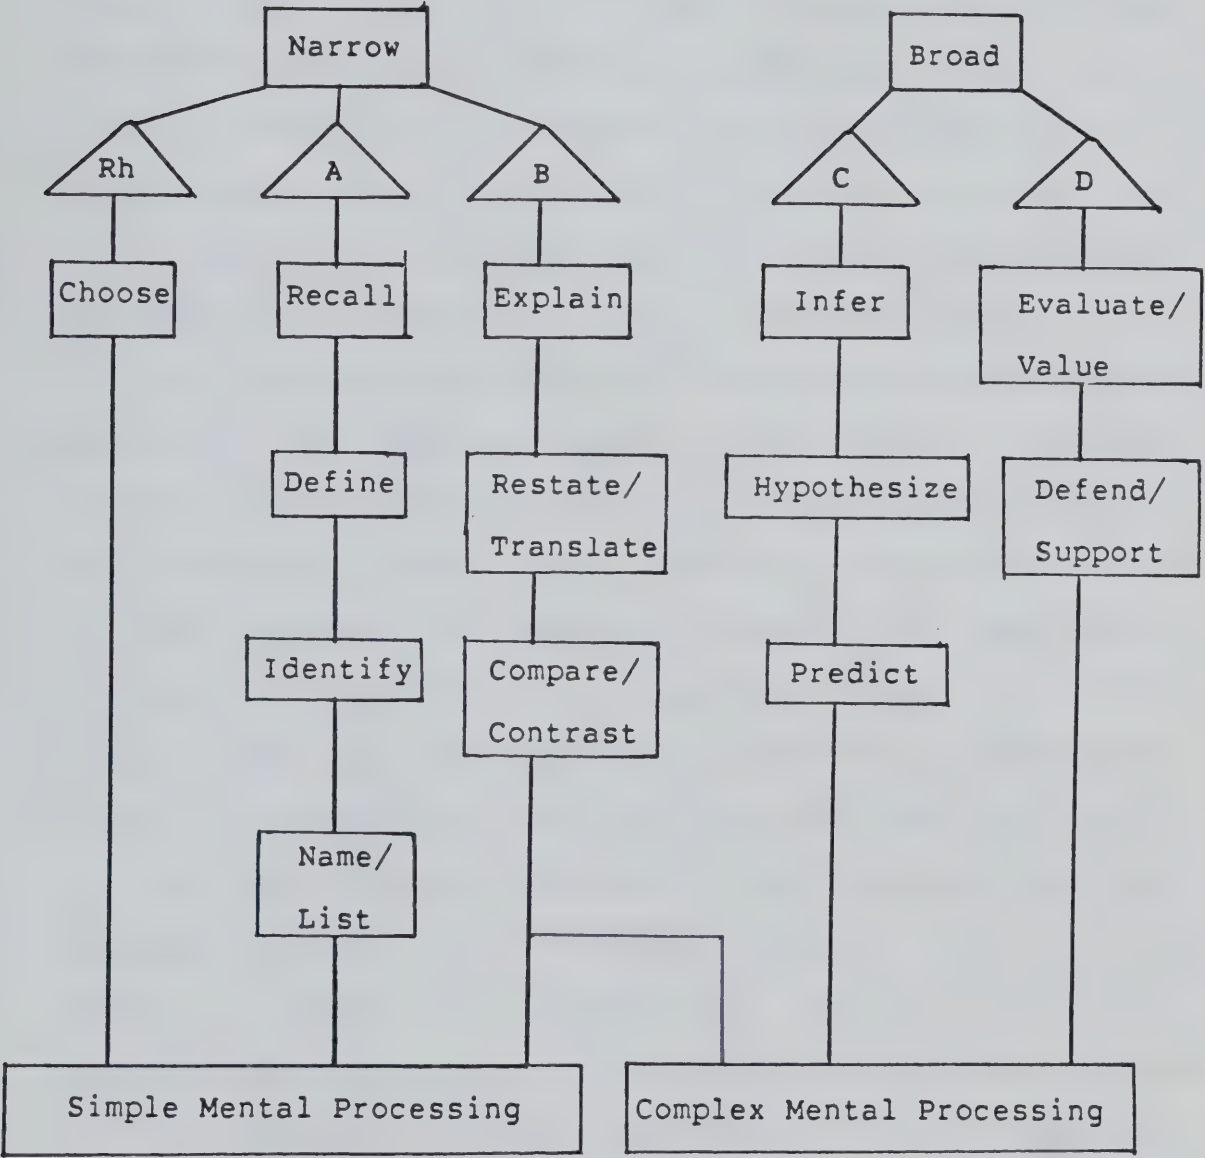 Narrow
Broad
Rh
A
B
C
D
Choose
Recall
Explain
Infer
Evaluate/
Value
Define
Restate/
Translate
Hypothesize
Defend/
Support
Identify
Compare/
Contrast
Predict
Name/
List
Simple Mental Processing
Complex Mental Processing